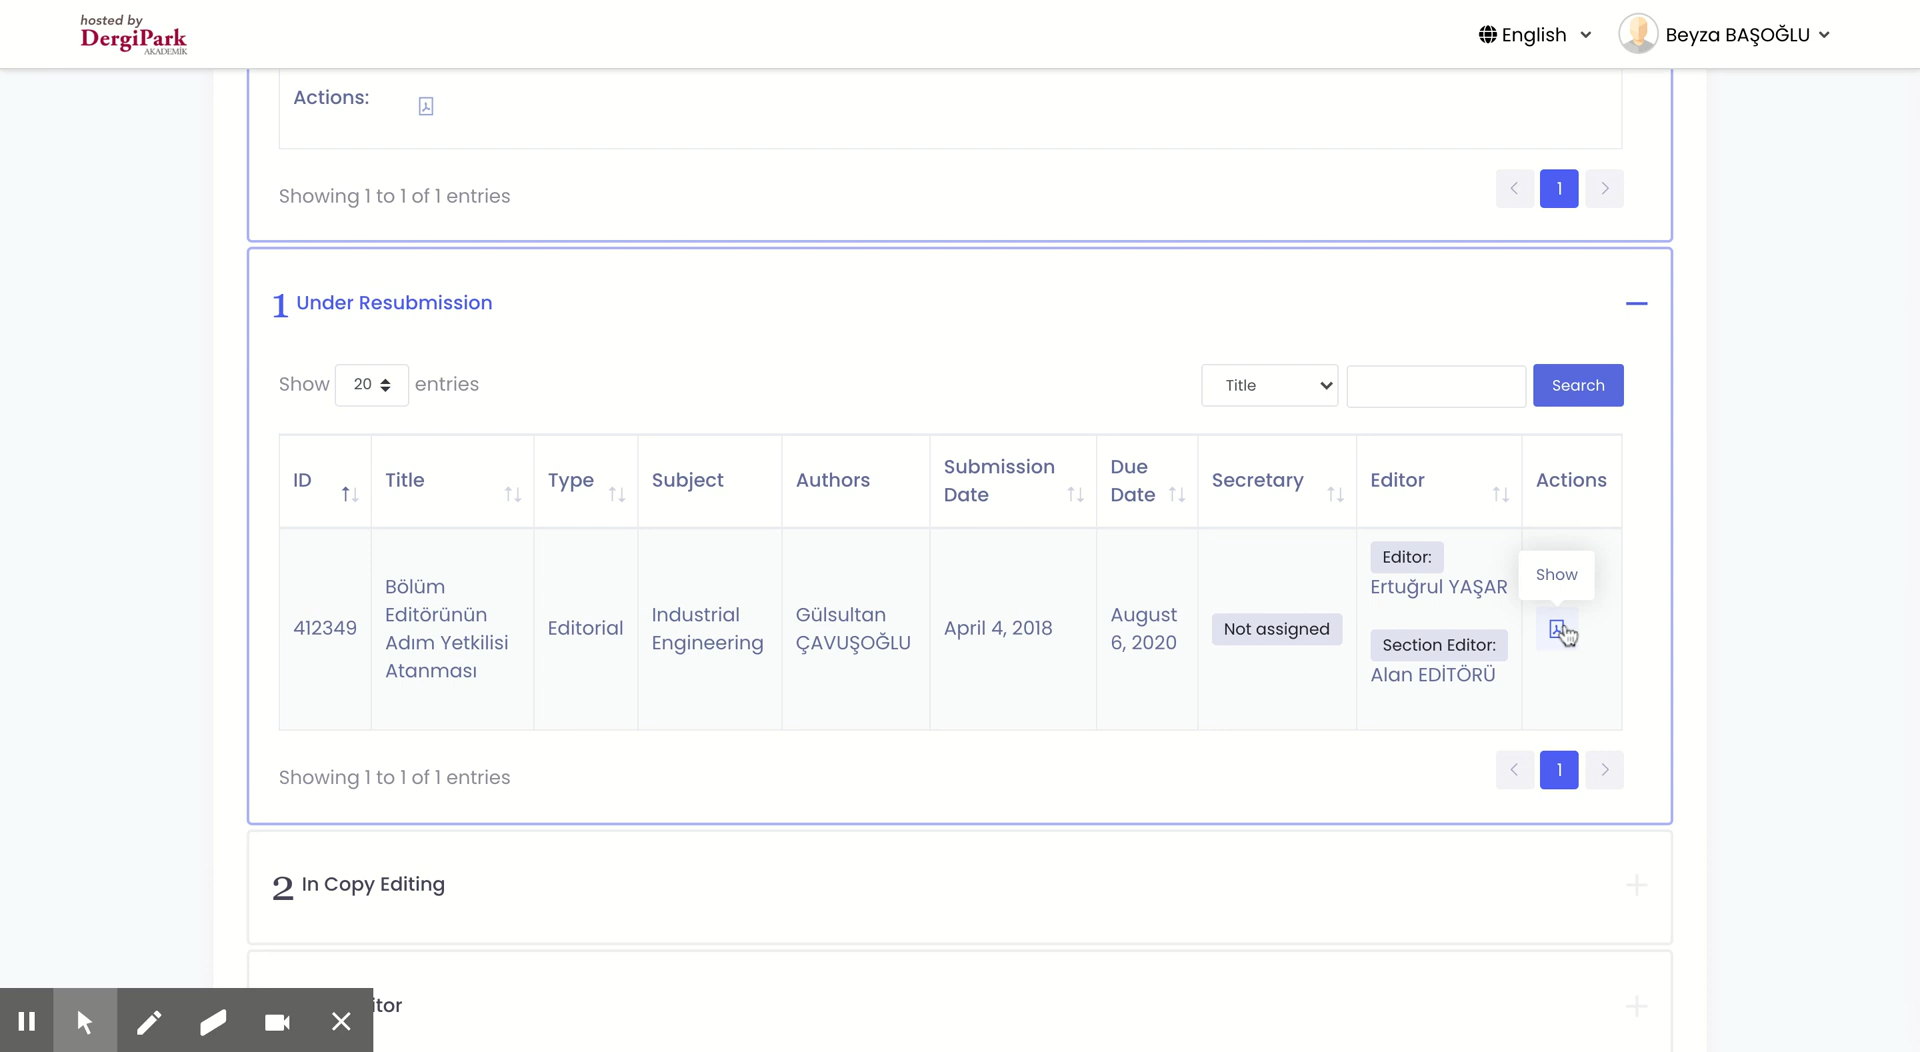 hosted by
DergiPark
AKADEMİK
English
Beyza BAŞOĞLU
Actions:
Showing 1 to 1 of 1 entries
1
1 Under Resubmission
Show 20 entries
Title
Search
ID
Title
Type
Subject
Authors
Submission
Date
Due
Date
Secretary
Editor
Actions
412349
Bölüm
Editörünün
Adım Yetkilisi
Atanması
Editorial
Industrial
Engineering
Gülsultan
ÇAVUŞOĞLU
April 4, 2018
August
6, 2020
Not assigned
Editor:
Ertuğrul YAŞAR
Section Editor:
Alan EDİTÖRÜ
Show
Showing 1 to 1 of 1 entries
1
2 In Copy Editing
itor